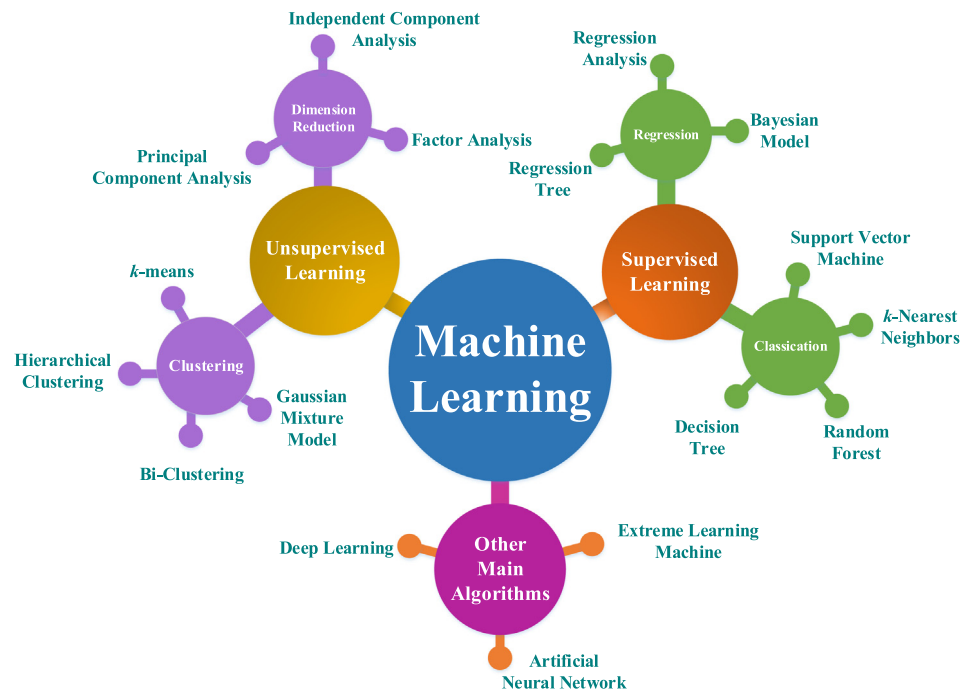 Independent Component
Analysis
Dimension
Reduction
Factor Analysis
Principal
Component Analysis
Unsupervised
Learning
k-means
Hierarchical
Clustering
Clustering
Gaussian
Mixture
Model
Bi-Clustering
Regression
Analysis
Regression
Bayesian
Model
Regression
Tree
Supervised
Learning
Support Vector
Machine
k-Nearest
Neighbors
Classication
Decision
Tree
Random
Forest
Machine
Learning
Deep Learning
Other
Main
Algorithms
Extreme Learning
Machine
Artificial
Neural Network